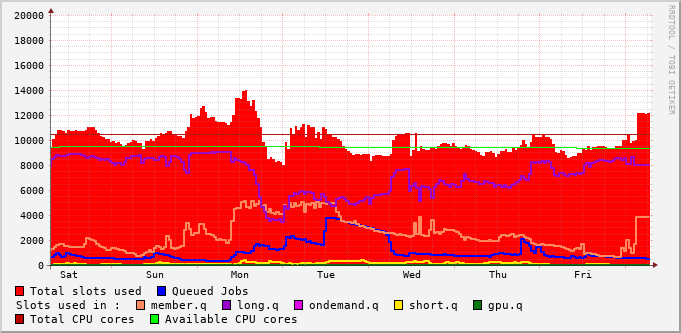 20000
18000
16000
14000
12000
10000
8000
6000
4000
2000
0
Sat Sun Mon Tue Wed Thu Fri
RRDTOOL / TOBI OETIKER
Total slots used Queued Jobs
Slots used in : member.q long.q ondemand.q short.q gpu.q
Total CPU cores Available CPU cores